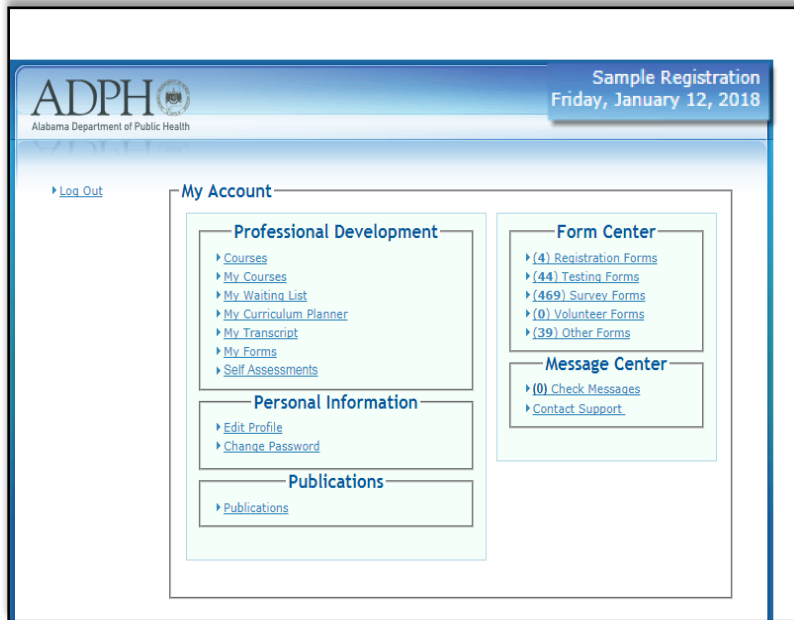 Sample Registration
Friday, January 12, 2018
ADPH
Alabama Department of Public Health
Log Out
My Account
Professional Development
Courses
My Courses
My Waiting List
My Curriculum Planner
My Transcript
My Forms
Self Assessments
Personal Information
Edit Profile
Change Password
Publications
Publications
Form Center
(4) Registration Forms
(44) Testing Forms
(469) Survey Forms
(0) Volunteer Forms
(39) Other Forms
Message Center
(0) Check Messages
Contact Support